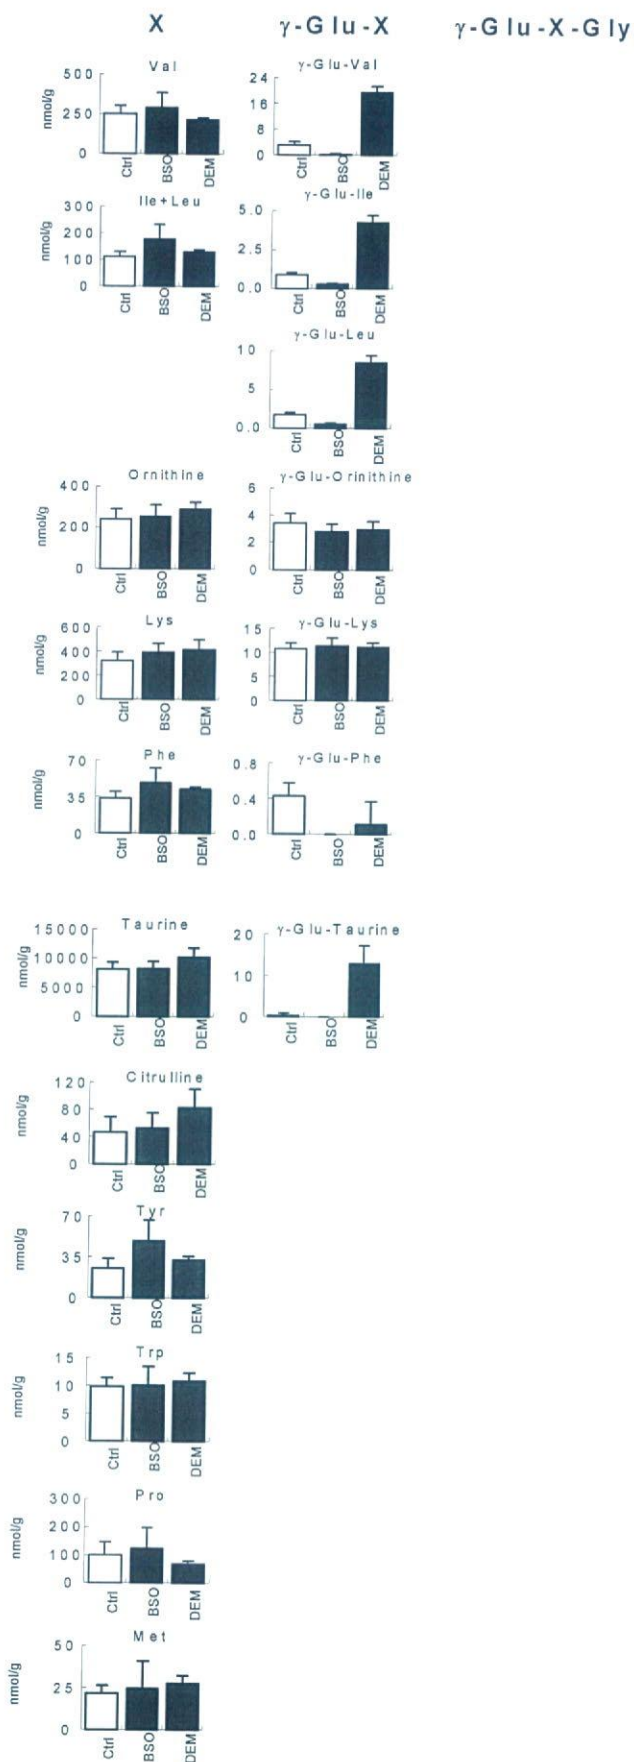 X γ-Glu-X γ-Glu-X-Gly
Val γ-Glu-Val
500 24
250 16
0 8
0
nmol/g
Ctrl BSO DEM Ctrl BSO DEM
Ile+Leu γ-Glu-Ile
300 5.0
200 2.5
100 0.0
0
nmol/g
Ctrl BSO DEM Ctrl BSO DEM
γ-Glu-Leu
10
5
0.0
Ctrl BSO DEM
Ornithine γ-Glu-Orinithine
400 6
200 4
0 2
0
nmol/g
Ctrl BSO DEM Ctrl BSO DEM
Lys γ-Glu-Lys
600 15
400 10
200 5
0 0
nmol/g
Ctrl BSO DEM Ctrl BSO DEM
Phe γ-Glu-Phe
70 0.8
35 0.4
0 0.0
nmol/g
Ctrl BSO DEM Ctrl BSO DEM
Taurine γ-Glu-Taurine
15000 20
10000 10
5000 0
0
nmol/g
Ctrl BSO DEM Ctrl BSO DEM
Citrulline
120
80
40
0
nmol/g
Ctrl BSO DEM
Tyr
70
35
0
nmol/g
Ctrl BSO DEM
Trp
15
10
5
0
nmol/g
Ctrl BSO DEM
Pro
300
200
100
0
nmol/g
Ctrl BSO DEM
Met
50
25
0
nmol/g
Ctrl BSO DEM